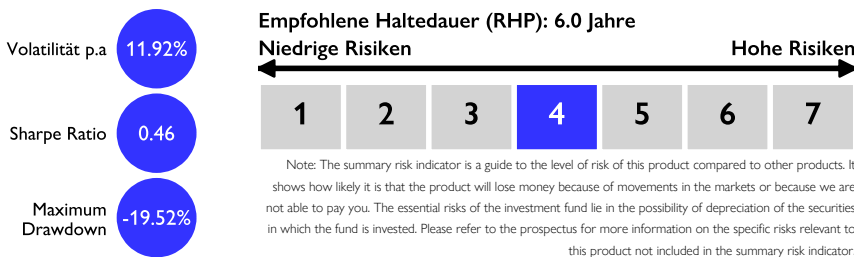 Volatilität p.a
11.92%
Sharpe Ratio
0.46
Maximum
Drawdown
-19.52%
Empfohlene Haltedauer (RHP): 6.0 Jahre
Niedrige Risiken
Hohe Risiken
1 2 3 4 5 6 7
Note: The summary risk indicator is a guide to the level of risk of this product compared to other products. It
shows how likely it is that the product will lose money because of movements in the markets or because we are
not able to pay you. The essential risks of the investment fund lie in the possibility of depreciation of the securities
in which the fund is invested. Please refer to the prospectus for more information on the specific risks relevant to
this product not included in the summary risk indicator.